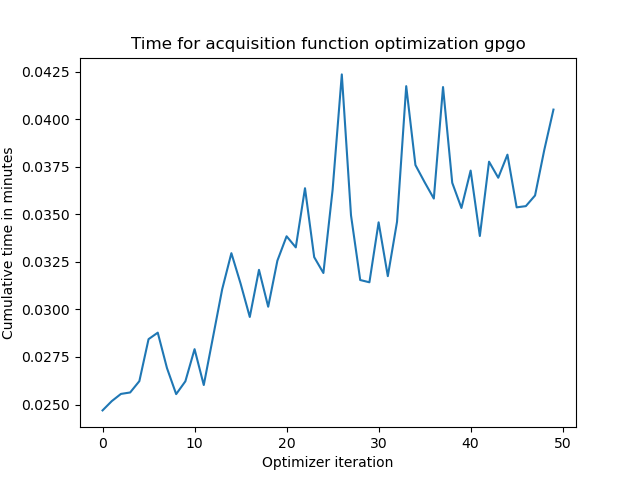 Time for acquisition function optimization gpgo
Cumulative time in minutes
0.0425
0.0400
0.0375
0.0350
0.0325
0.0300
0.0275
0.0250
0 10 20 30 40 50
Optimizer iteration